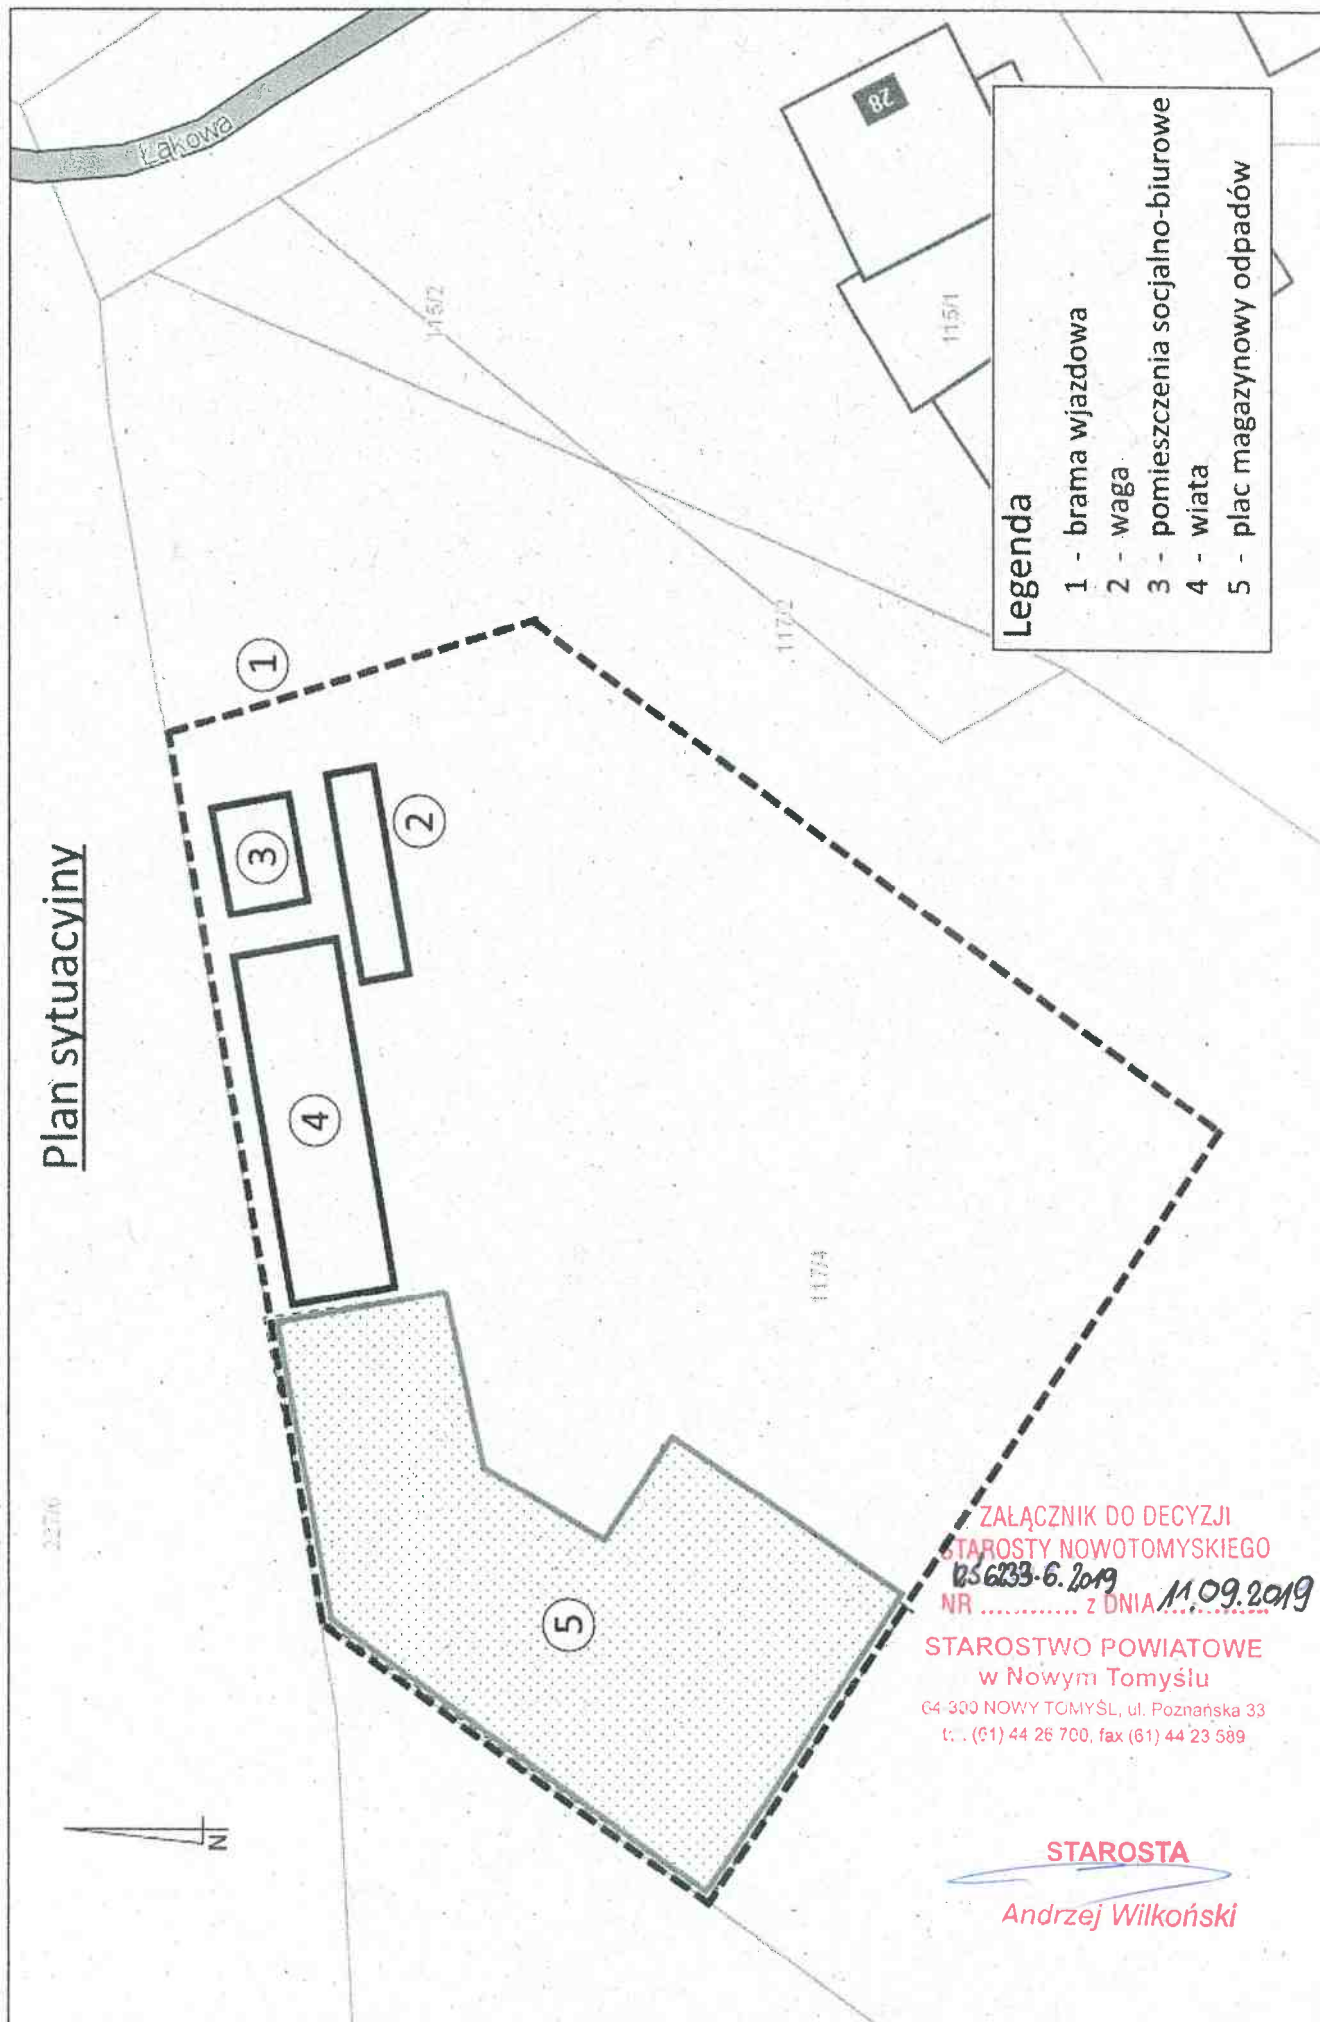 Plan sytuacyjny
Łąkowa
28
115/2
115/1
117/2
117/4
227/6
1
2
3
4
5
N
Legenda
1 - brama wjazdowa
2 - waga
3 - pomieszczenia socjalno-biurowe
4 - wiata
5 - plac magazynowy odpadów
ZAŁĄCZNIK DO DECYZJI
STAROSTY NOWOTOMYSKIEGO
NR ............ z DNIA 11.09.2019
STAROSTWO POWIATOWE
w Nowym Tomyślu
64-300 NOWY TOMYŚL, ul. Poznańska 33
(61) 44 26 700, fax (61) 44 23 589
STAROSTA
Andrzej Wilkoński